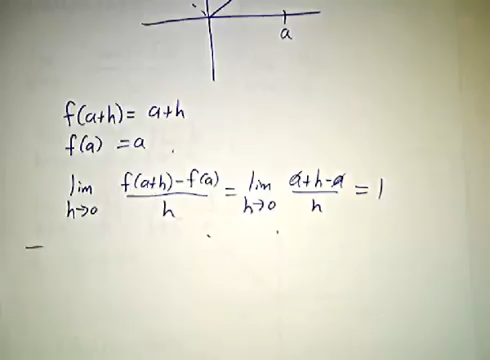 a
f(a+h)= a+h
f(a) =a
lim h→0 f(a+h)-f(a)/h = lim h→0 a+h-a/h = 1